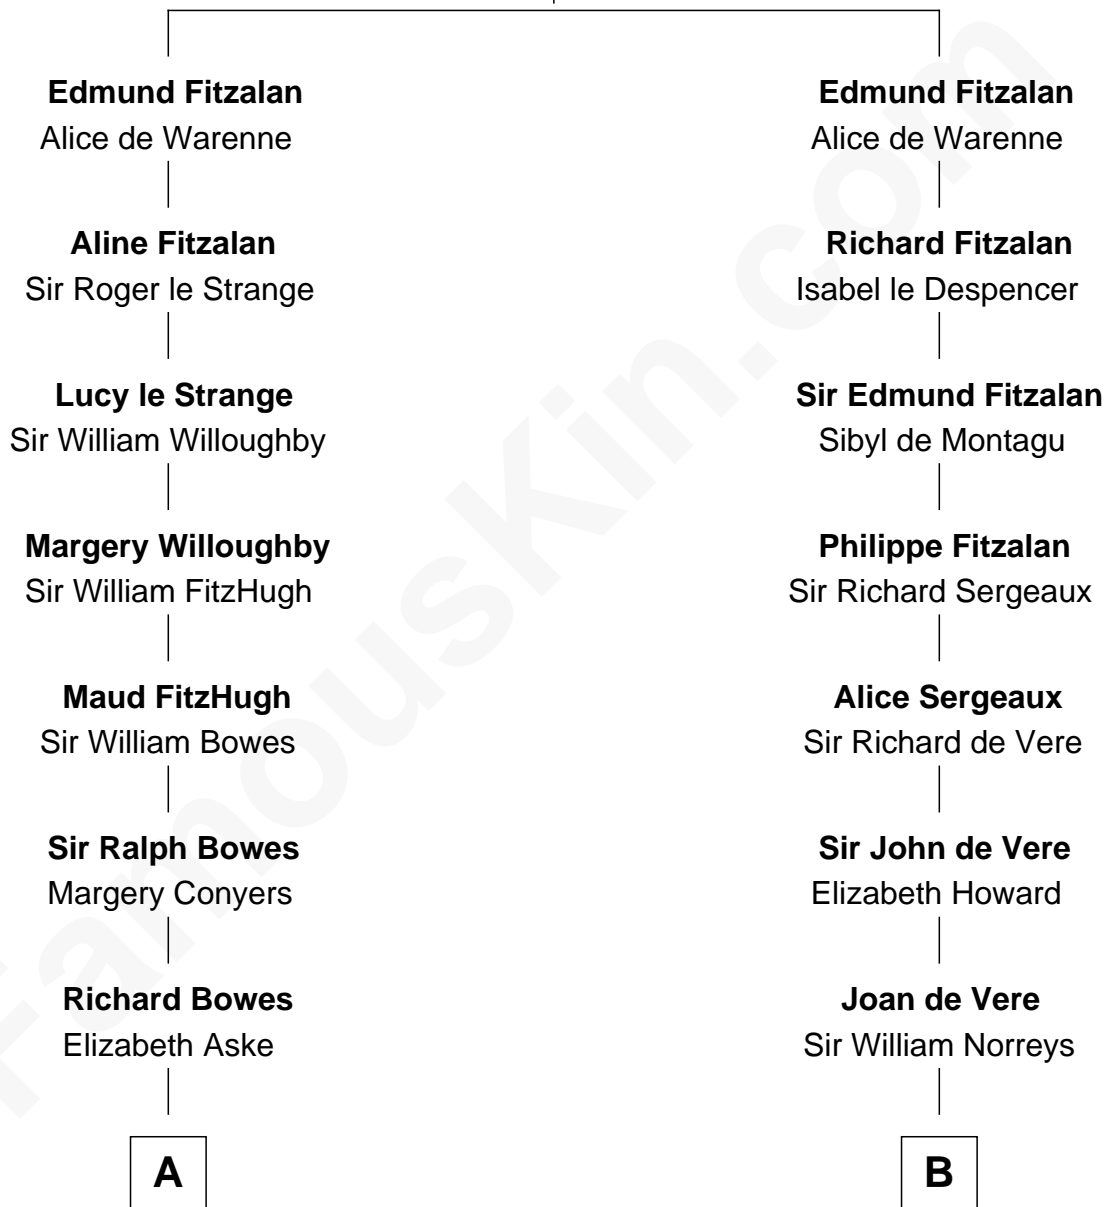 Edmund Fitzalan
Alice de Warenne
Aline Fitzalan
Sir Roger le Strange
Lucy le Strange
Sir William Willoughby
Margery Willoughby
Sir William FitzHugh
Maud FitzHugh
Sir William Bowes
Sir Ralph Bowes
Margery Conyers
Richard Bowes
Elizabeth Aske
A
Edmund Fitzalan
Alice de Warenne
Richard Fitzalan
Isabel le Despencer
Sir Edmund Fitzalan
Sibyl de Montagu
Philippe Fitzalan
Sir Richard Sergeaux
Alice Sergeaux
Sir Richard de Vere
Sir John de Vere
Elizabeth Howard
Joan de Vere
Sir William Norreys
B
FamousKin.com